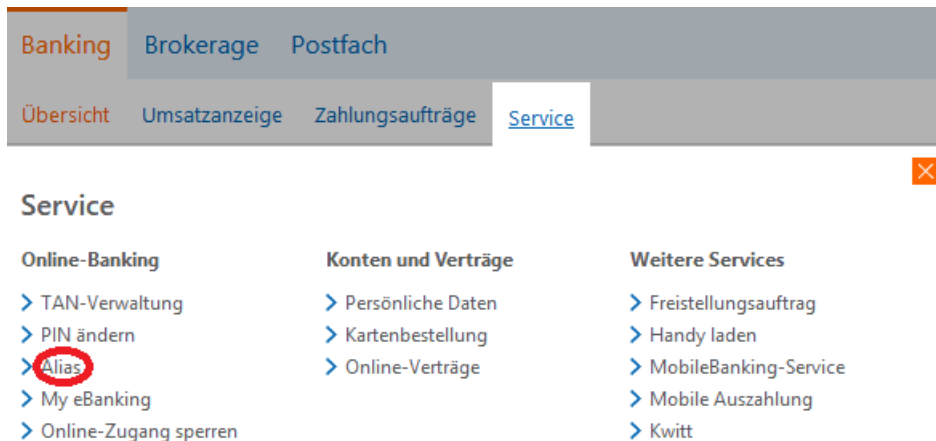 Banking Brokerage Postfach
Übersicht Umsatzanzeige Zahlungsaufträge Service
Service
Online-Banking
TAN-Verwaltung
PIN ändern
Alias
My eBanking
Online-Zugang sperren
Konten und Verträge
Persönliche Daten
Kartenbestellung
Online-Verträge
Weitere Services
Freistellungsauftrag
Handy laden
MobileBanking-Service
Mobile Auszahlung
Kwitt